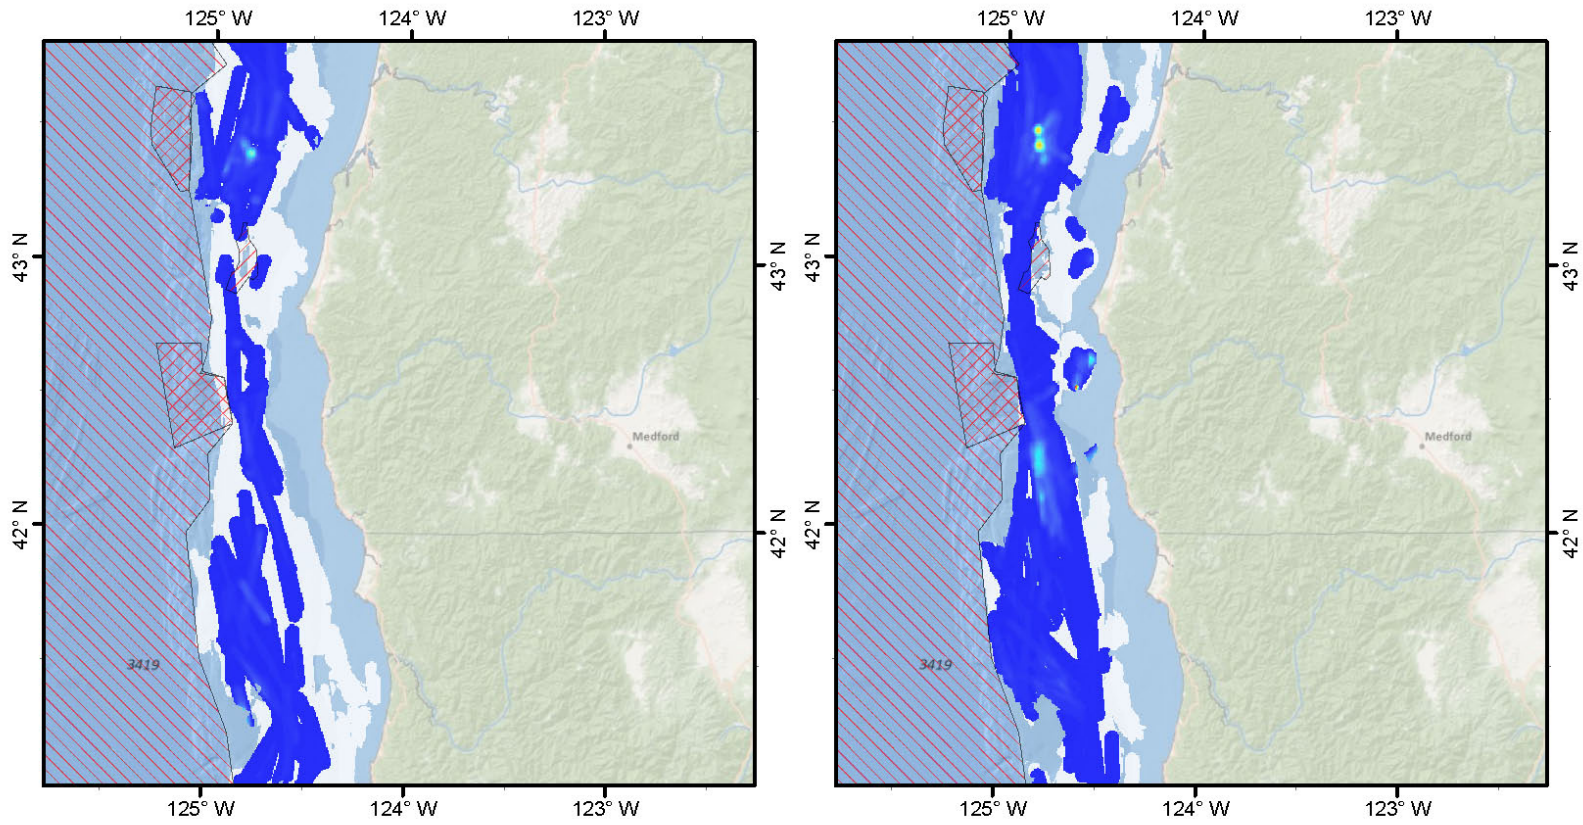 125° W 124° W 123° W 125° W 124° W 123° W
43° N 43° N 43° N 43° N
Medford Medford
42° N 42° N 42° N 42° N
3419 3419
125° W 124° W 123° W 125° W 124° W 123° W